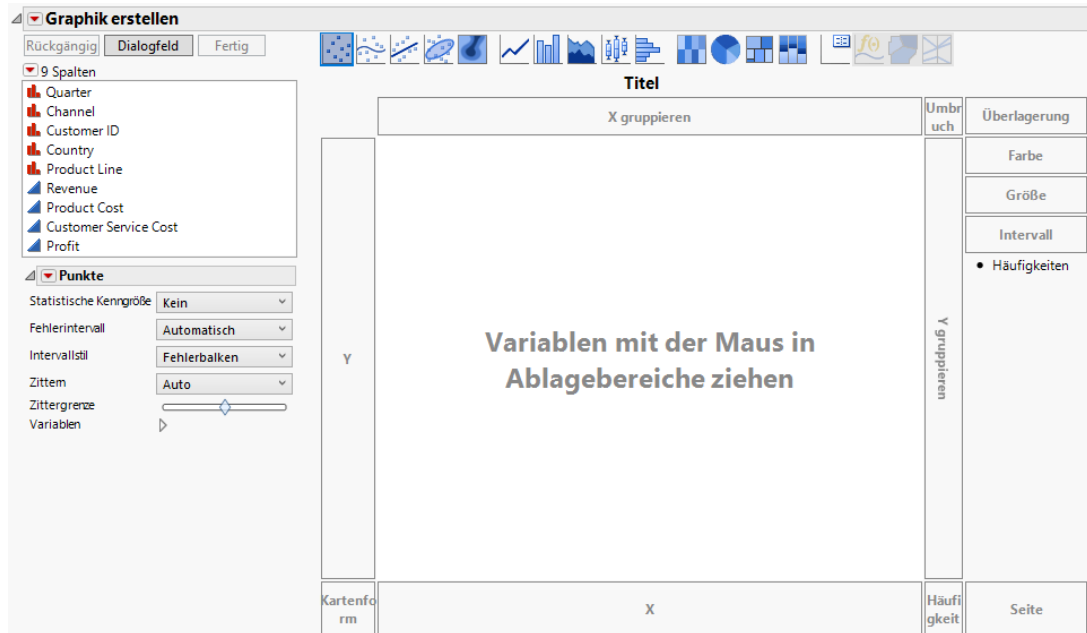 Graphik erstellen
Rückgängig Dialogfeld Fertig
9 Spalten
Quarter
Channel
Customer ID
Country
Product Line
Revenue
Product Cost
Customer Service Cost
Profit
Punkte
Statistische Kenngröße Kein
Fehlerintervall Automatisch
Intervallstil Fehlerbalken
Zittern Auto
Zittergrenze
Variablen
Titel
X gruppieren
Umbr
uch
Überlagerung
Farbe
Größe
Intervall
Häufigkeiten
Y
Variablen mit der Maus in
Ablagebereiche ziehen
Y gruppieren
Kartenfo
rm
X
Häufi
gkeit
Seite